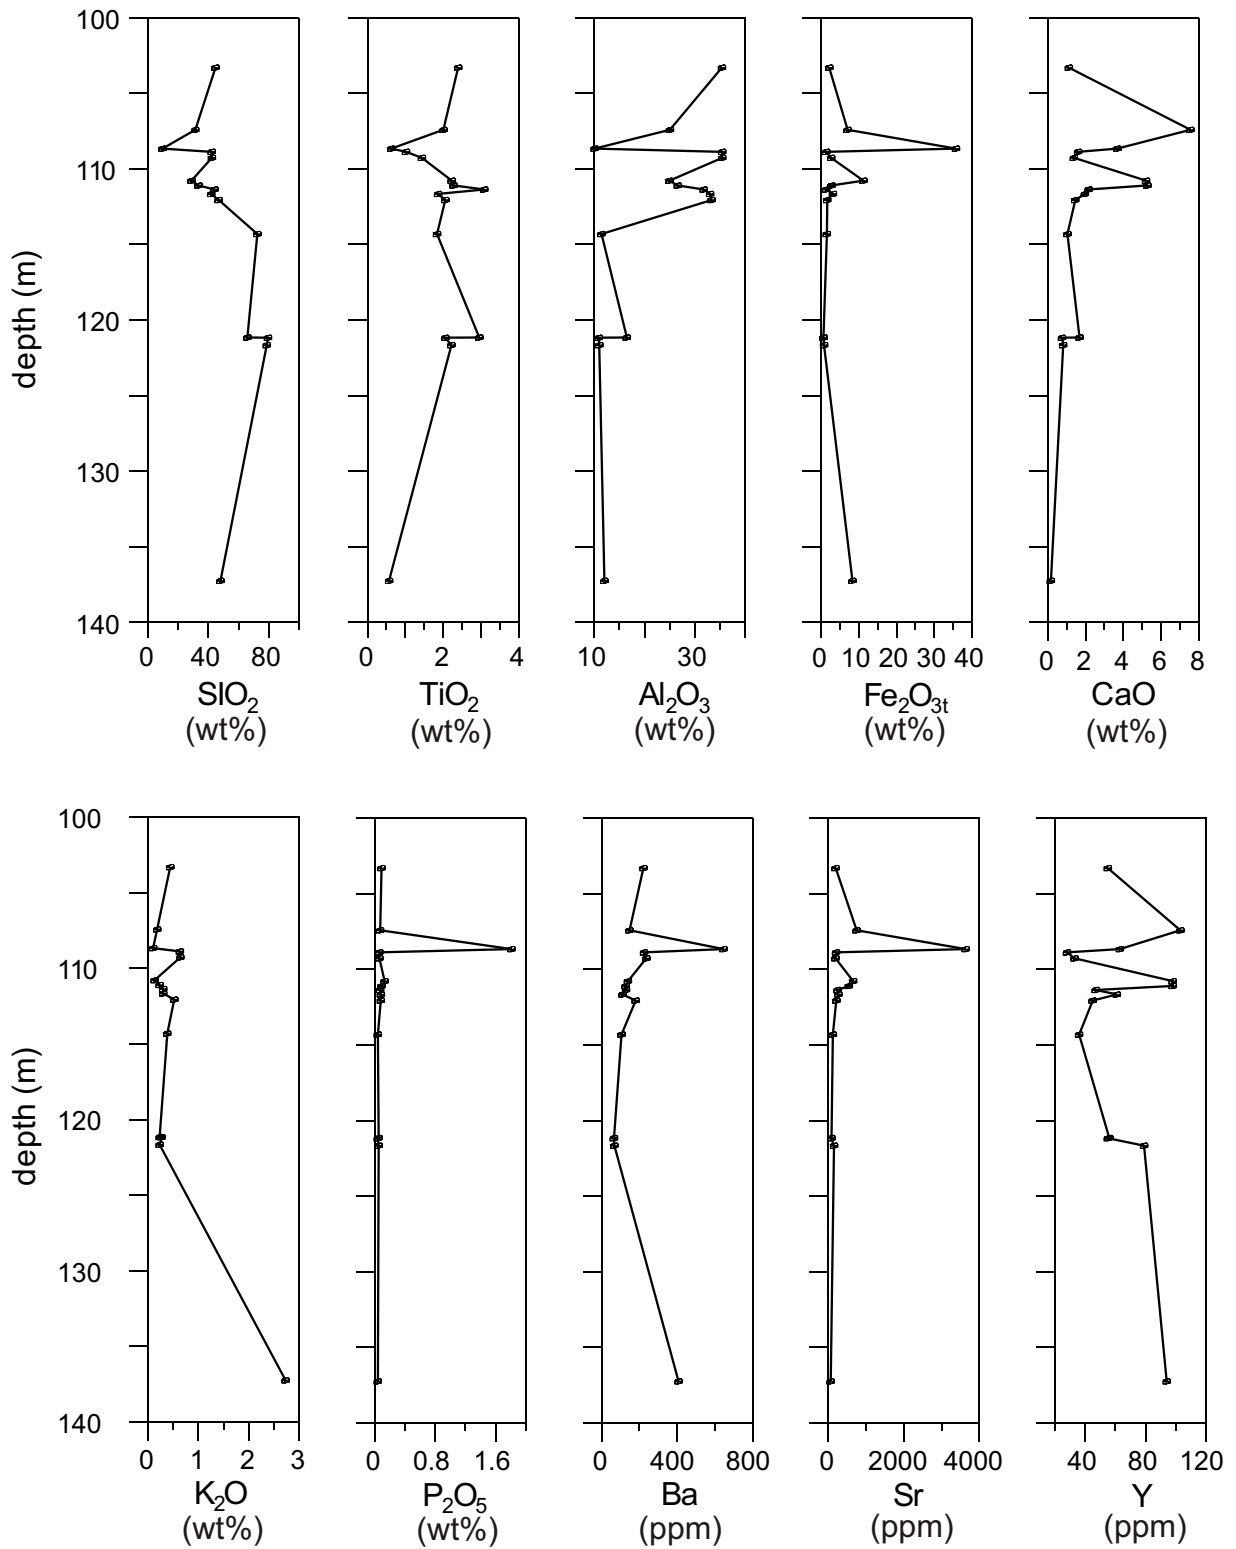 100
110
120
130
140
depth (m)
0 40 80
0 2 4
10 30
0 10 20 30 40
0 2 4 6 8
SIO₂ TiO₂ Al₂O₃ Fe₂O₃t CaO
(wt%) (wt%) (wt%) (wt%) (wt%)
100
110
120
130
140
depth (m)
0 1 2 3
0 0.8 1.6
0 400 800
0 2000 4000
40 80 120
K₂O P₂O₅ Ba Sr Y
(wt%) (wt%) (ppm) (ppm) (ppm)